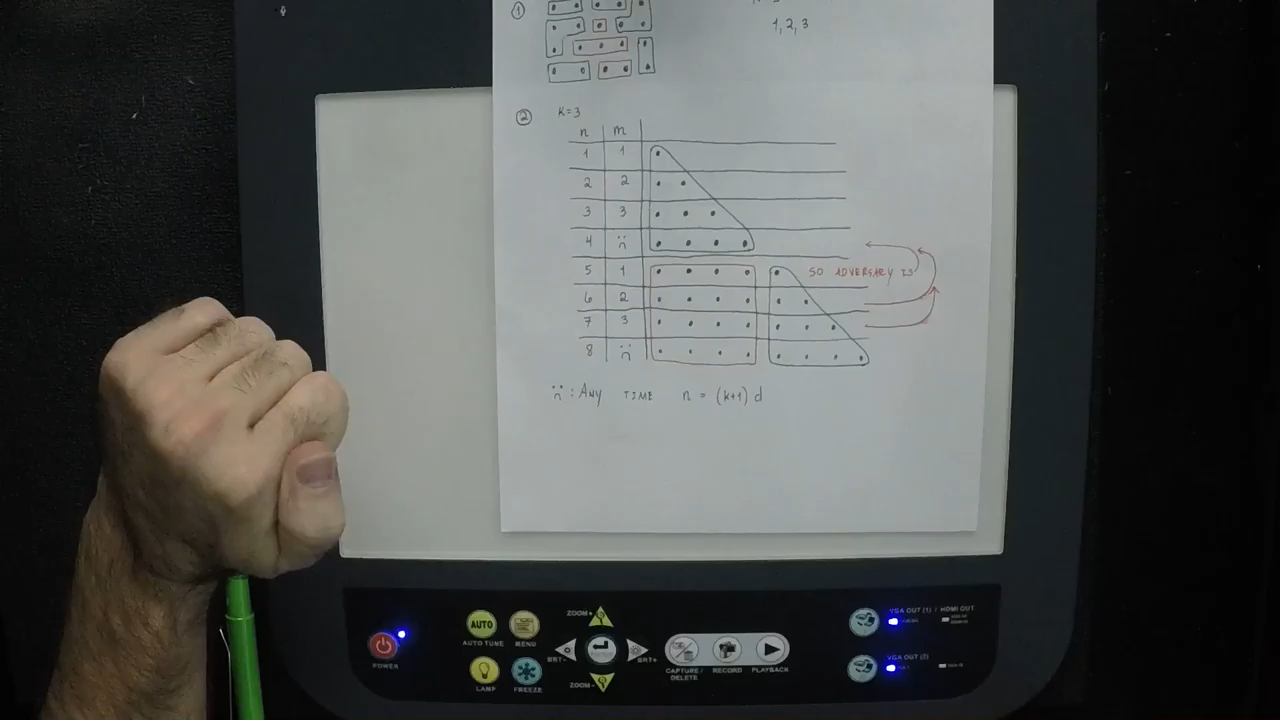 ①
1, 2, 3
② K=3
n m
1 1
2 2
3 3
4 ñ
5 1 SO ADVERSARY IS
6 2
7 3
8 ñ
ñ : ANY TIME n = (k+1) d
POWER
AUTO
AUTO TUNE
MENU
LAMP
FREEZE
ZOOM+
BRT-
BRT+
ZOOM-
CAPTURE / DELETE
RECORD
PLAYBACK
VGA OUT (1) / HDMI OUT
VGA OUT (2)